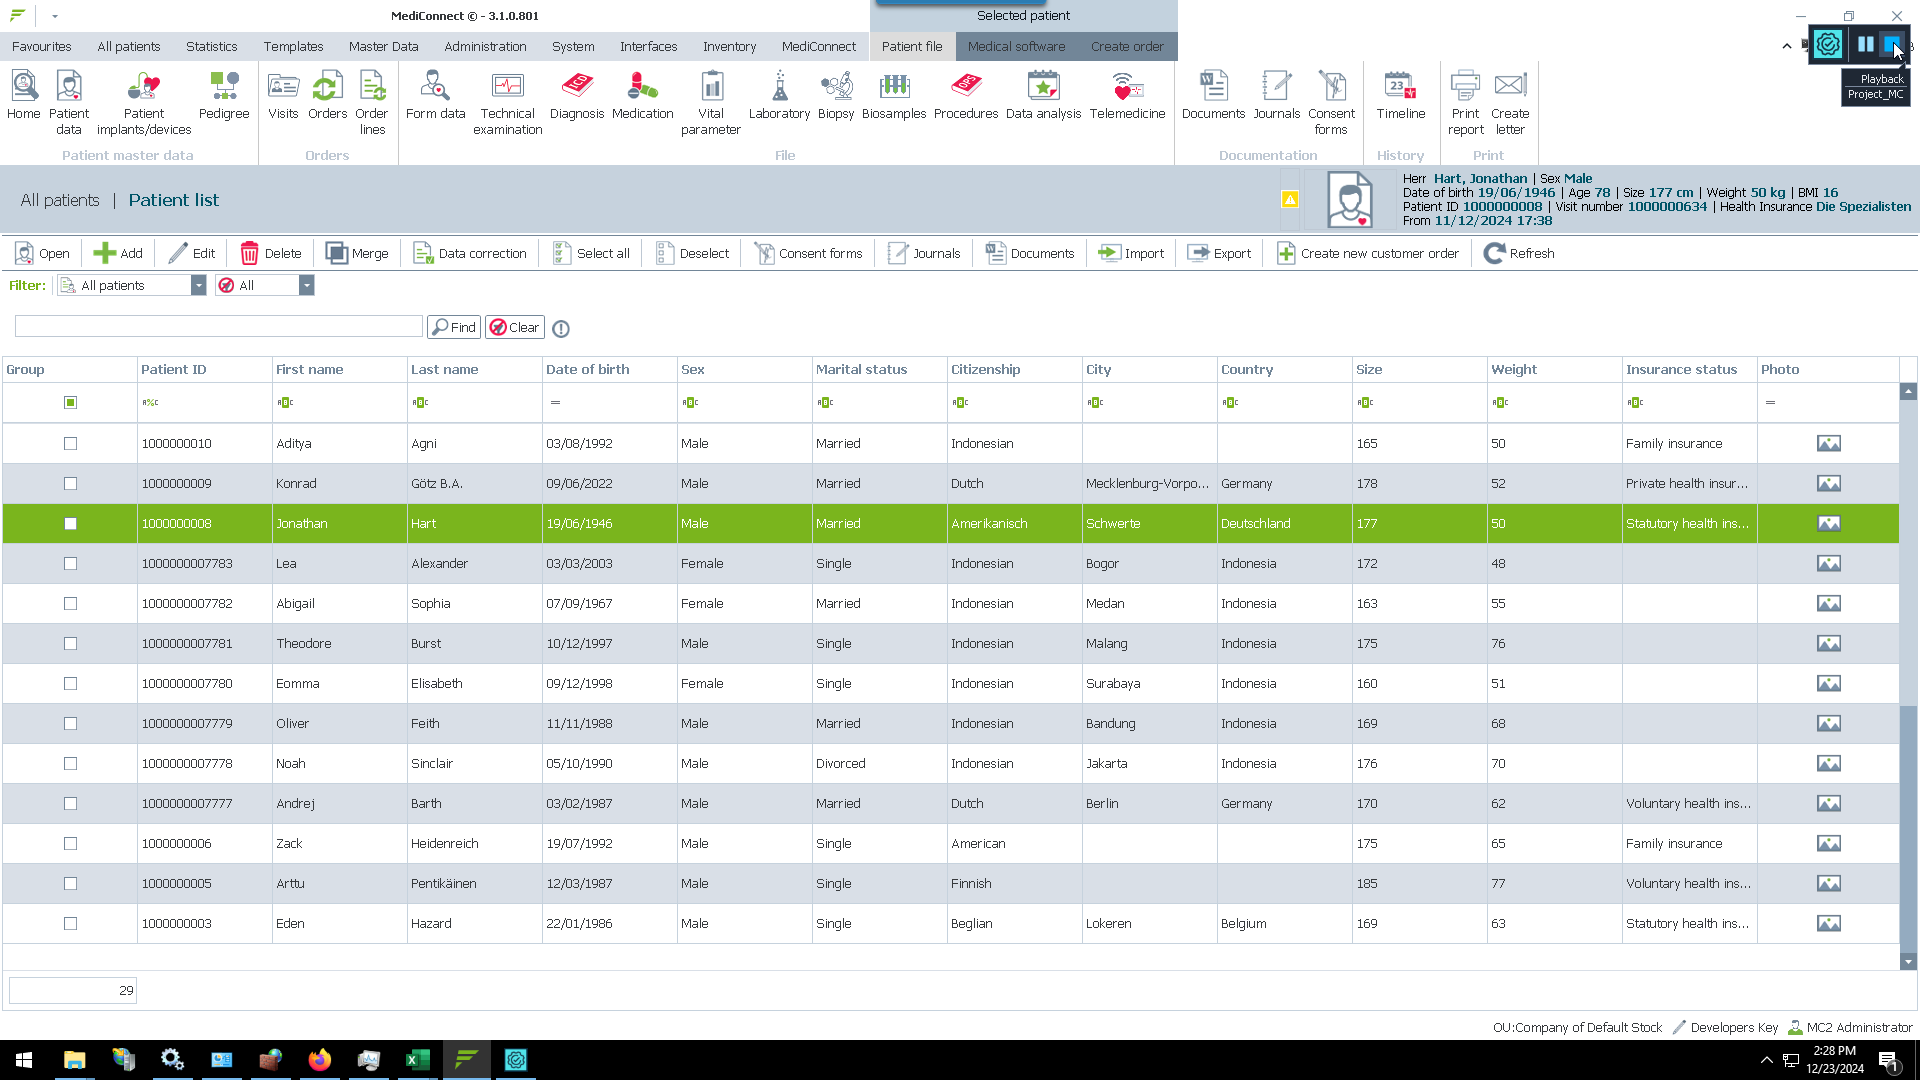 MediConnect © - 3.1.0.801
Selected patient
Favourites All patients Statistics Templates Master Data Administration System Interfaces Inventory MediConnect Patient file Medical software Create order
Playback
Project_MC
Home Patient data Patient implants/devices Pedigree Visits Orders Order lines Form data Technical examination Diagnosis Medication Vital parameter Laboratory Biopsy Biosamples Procedures Data analysis Telemedicine Documents Journals Consent forms Timeline Print report Create letter
Patient master data Orders File Documentation History Print
All patients | Patient list
Herr Hart, Jonathan | Sex Male
Date of birth 19/06/1946 | Age 78 | Size 177 cm | Weight 50 kg | BMI 16
Patient ID 1000000008 | Visit number 1000000634 | Health Insurance Die Spezialisten
From 11/12/2024 17:38
Open Add Edit Delete Merge Data correction Select all Deselect Consent forms Journals Documents Import Export Create new customer order Refresh
Filter: All patients All
Find Clear
Group Patient ID First name Last name Date of birth Sex Marital status Citizenship City Country Size Weight Insurance status Photo
1000000010 Aditya Agni 03/08/1992 Male Married Indonesian 165 50 Family insurance
1000000009 Konrad Götz B.A. 09/06/2022 Male Married Dutch Mecklenburg-Vorpo... Germany 178 52 Private health insur...
1000000008 Jonathan Hart 19/06/1946 Male Married Amerikanisch Schwerte Deutschland 177 50 Statutory health ins...
1000000007783 Lea Alexander 03/03/2003 Female Single Indonesian Bogor Indonesia 172 48
1000000007782 Abigail Sophia 07/09/1967 Female Married Indonesian Medan Indonesia 163 55
1000000007781 Theodore Burst 10/12/1997 Male Single Indonesian Malang Indonesia 175 76
1000000007780 Eomma Elisabeth 09/12/1998 Female Single Indonesian Surabaya Indonesia 160 51
1000000007779 Oliver Feith 11/11/1988 Male Married Indonesian Bandung Indonesia 169 68
1000000007778 Noah Sinclair 05/10/1990 Male Divorced Indonesian Jakarta Indonesia 176 70
1000000007777 Andrej Barth 03/02/1987 Male Married Dutch Berlin Germany 170 62 Voluntary health ins...
1000000006 Zack Heidenreich 19/07/1992 Male Single American 175 65 Family insurance
1000000005 Arttu Pentikäinen 12/03/1987 Male Single Finnish 185 77 Voluntary health ins...
1000000003 Eden Hazard 22/01/1986 Male Single Beglian Lokeren Belgium 169 63 Statutory health ins...
29
OU:Company of Default Stock Developers Key MC2 Administrator
2:28 PM
12/23/2024
1